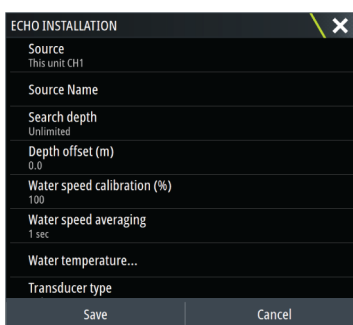 ECHO INSTALLATION
Source
This unit CH1
Source Name
Search depth
Unlimited
Depth offset (m)
0.0
Water speed calibration (%)
100
Water speed averaging
1 sec
Water temperature...
Transducer type
Save
Cancel